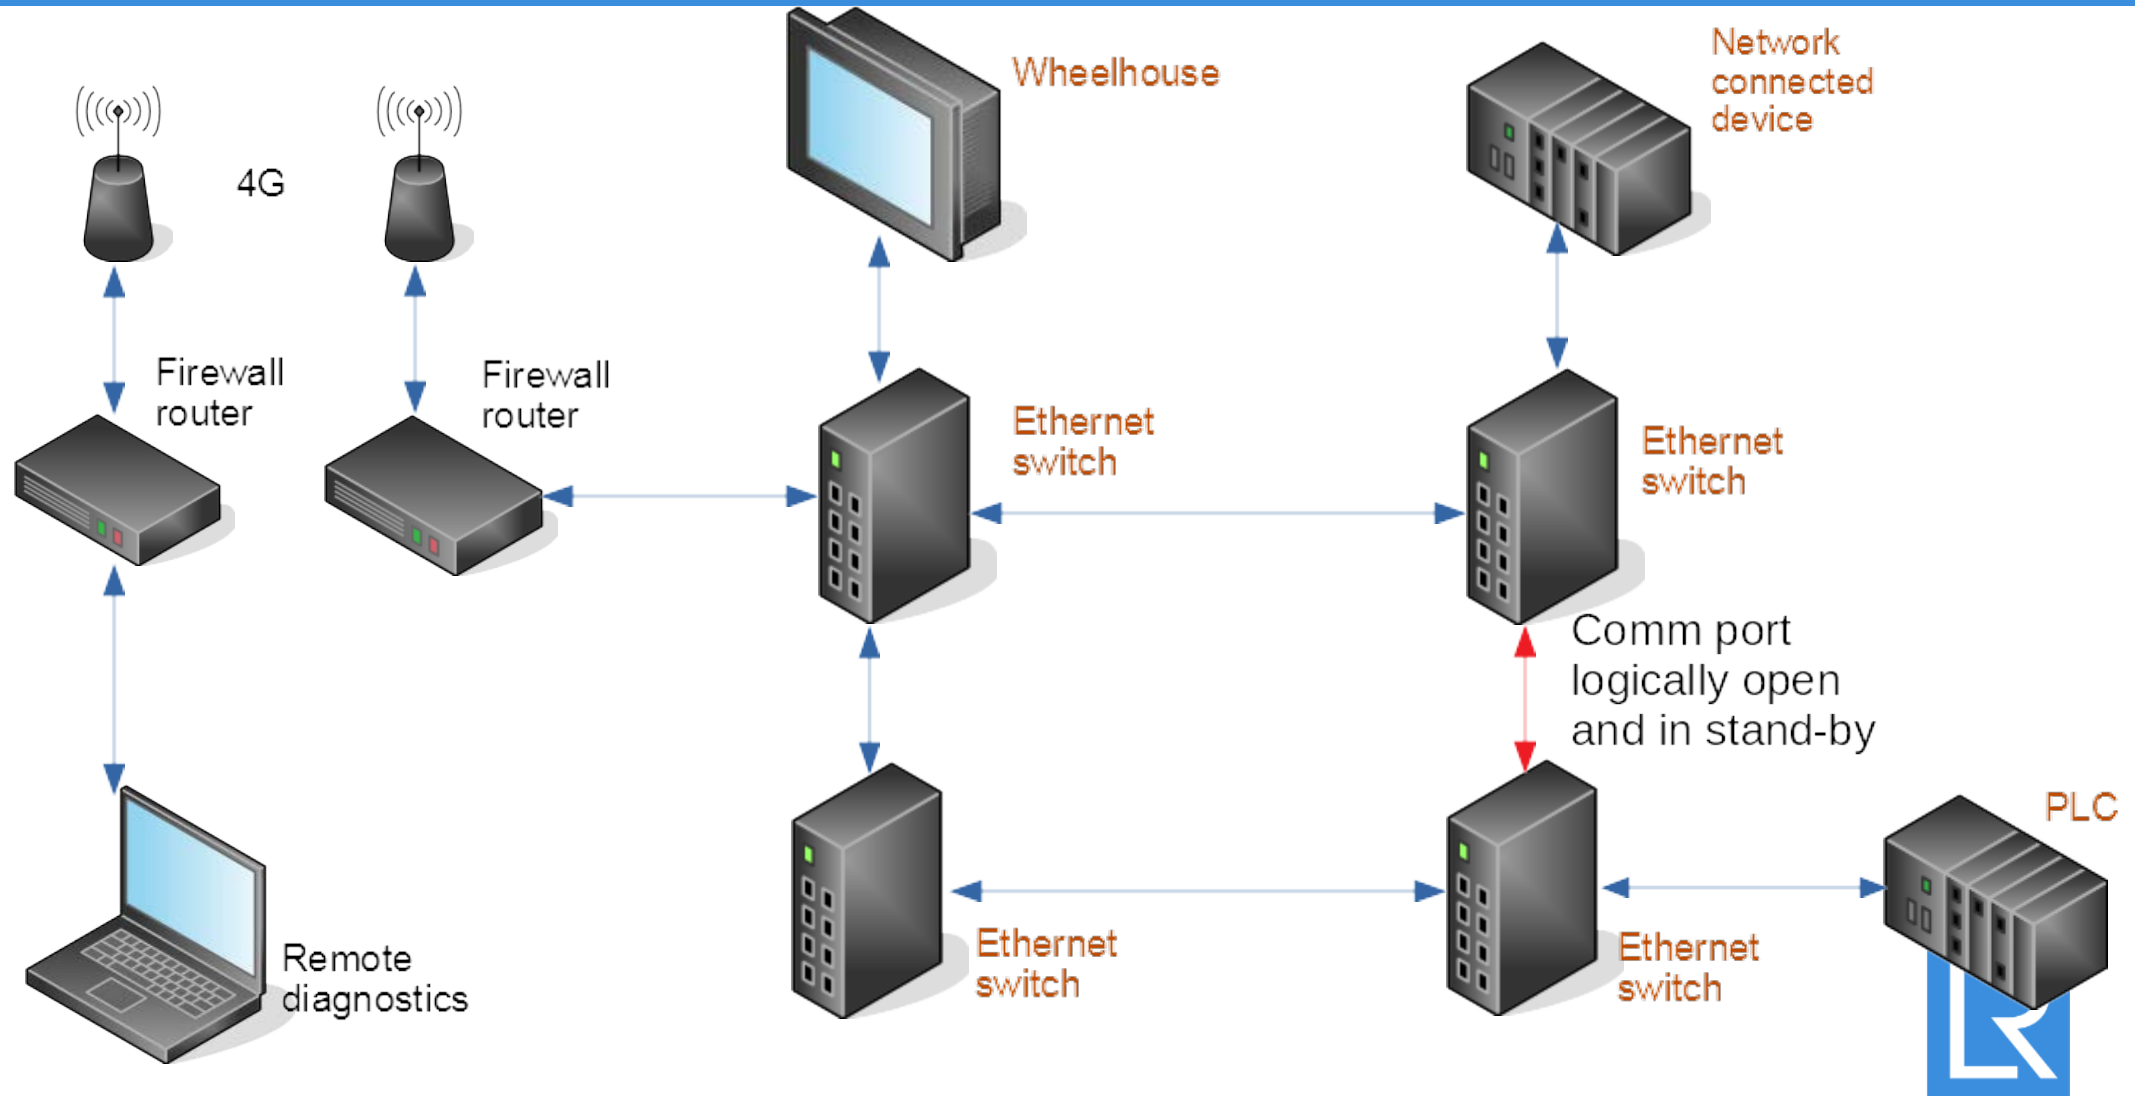 Wheelhouse
Network
connected
device
4G
Firewall
router
Firewall
router
Ethernet
switch
Ethernet
switch
Comm port
logically open
and in stand-by
PLC
Ethernet
switch
Ethernet
switch
Remote
diagnostics
LR